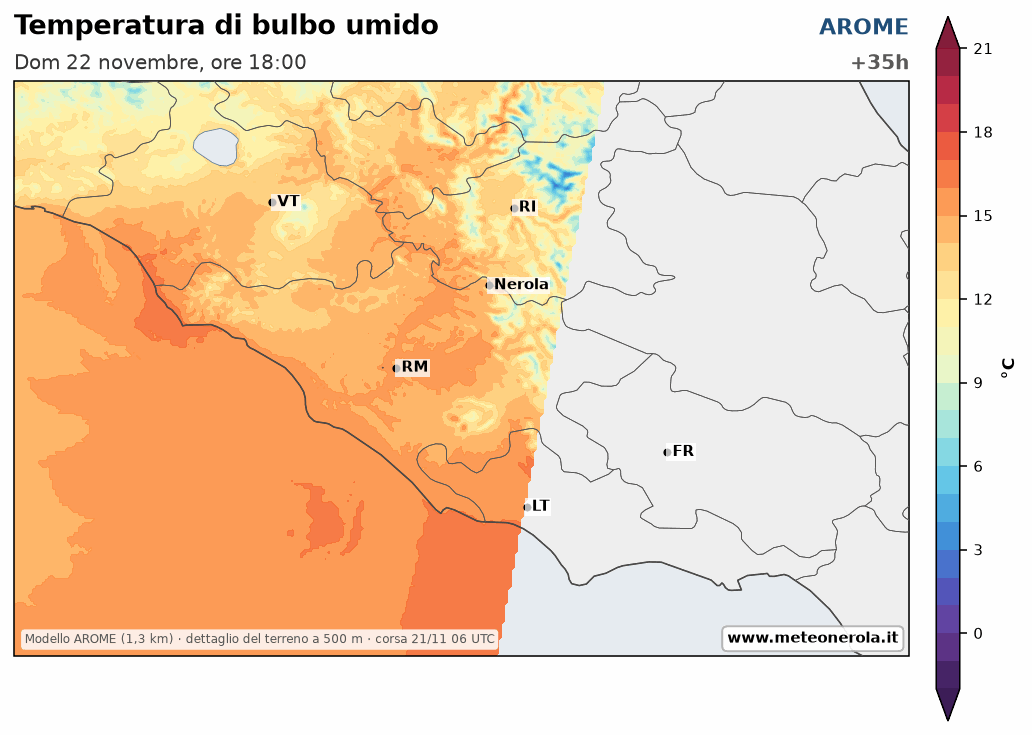 Temperatura di bulbo umido
AROME
Dom 22 novembre, ore 18:00
+35h
VT
RI
Nerola
RM
FR
LT
Modello AROME (1,3 km) · dettaglio del terreno a 500 m · corsa 21/11 06 UTC
www.meteonerola.it
21
18
15
12
9
6
3
0
°C